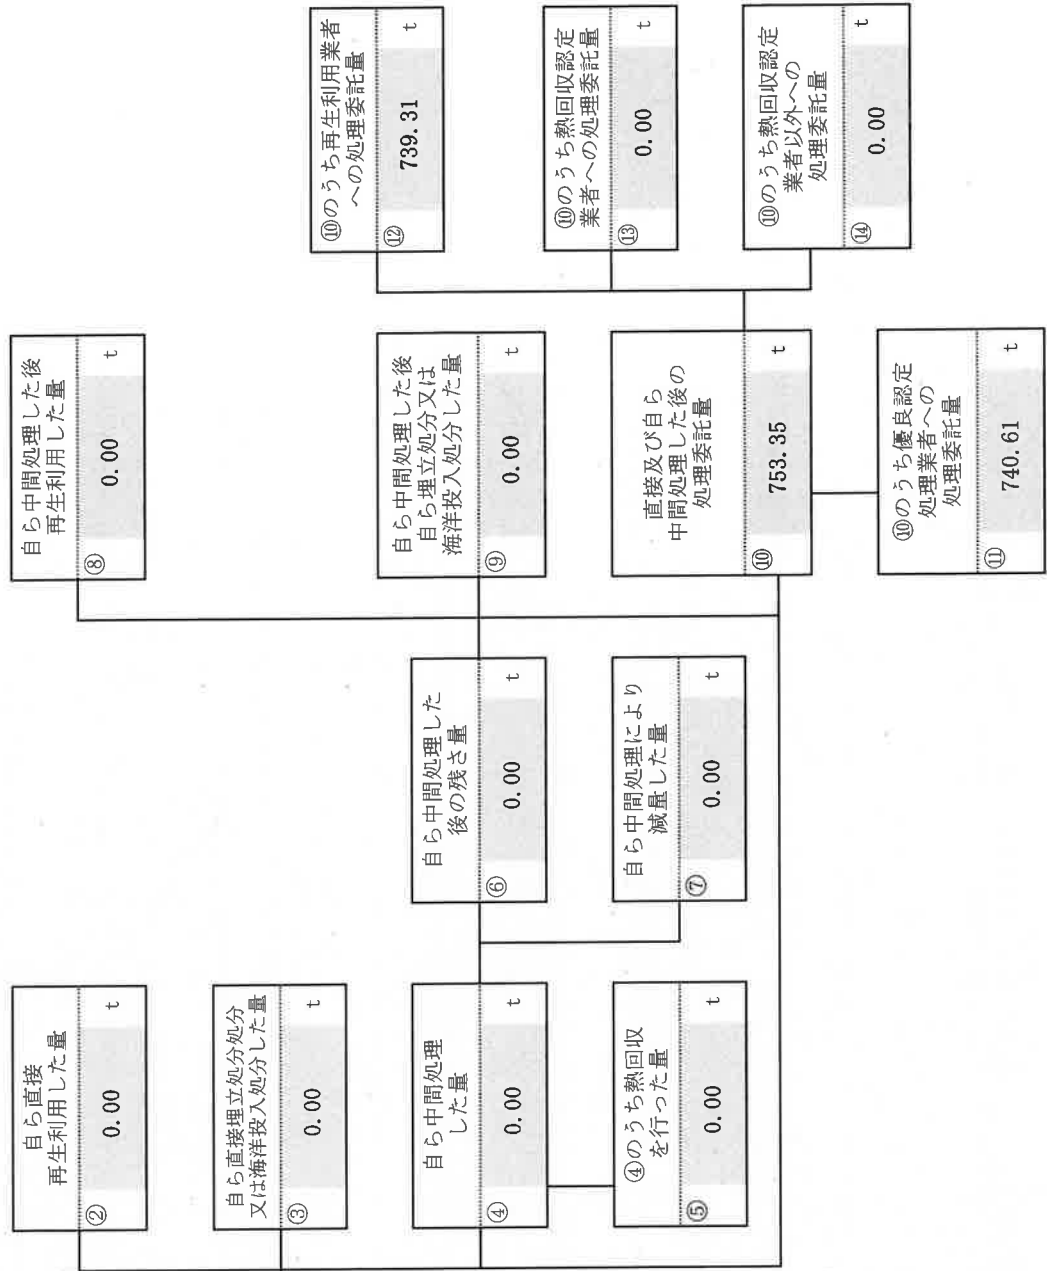 自ら直接
再生利用した量
② 0.00 t
自ら直接埋立処分処分
又は海洋投入処分した量
③ 0.00 t
自ら中間処理
した量
④ 0.00 t
④のうち熱回収
を行った量
⑤ 0.00 t
自ら中間処理した
後の残さ量
⑥ 0.00 t
自ら中間処理により
減量した量
⑦ 0.00 t
自ら中間処理した後
再生利用した量
⑧ 0.00 t
自ら中間処理した後
自ら埋立処分又は
海洋投入処分した量
⑨ 0.00 t
直接及び自ら
中間処理した後の
処理委託量
⑩ 753.35 t
⑩のうち優良認定
処理業者への
処理委託量
⑪ 740.61 t
⑩のうち再生利用業者
への処理委託量
⑫ 739.31 t
⑩のうち熱回収認定
業者への処理委託量
⑬ 0.00 t
⑩のうち熱回収認定
業者以外への
処理委託量
⑭ 0.00 t